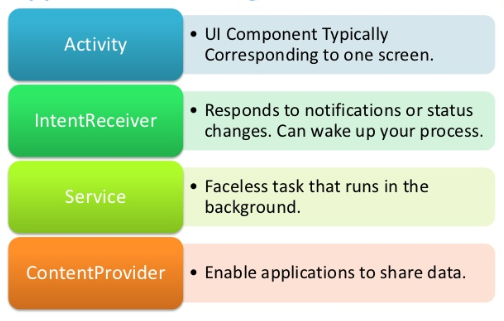 Activity
• UI Component Typically
Corresponding to one screen.
IntentReceiver
• Responds to notifications or status
changes. Can wake up your process.
Service
• Faceless task that runs in the
background.
ContentProvider
• Enable applications to share data.